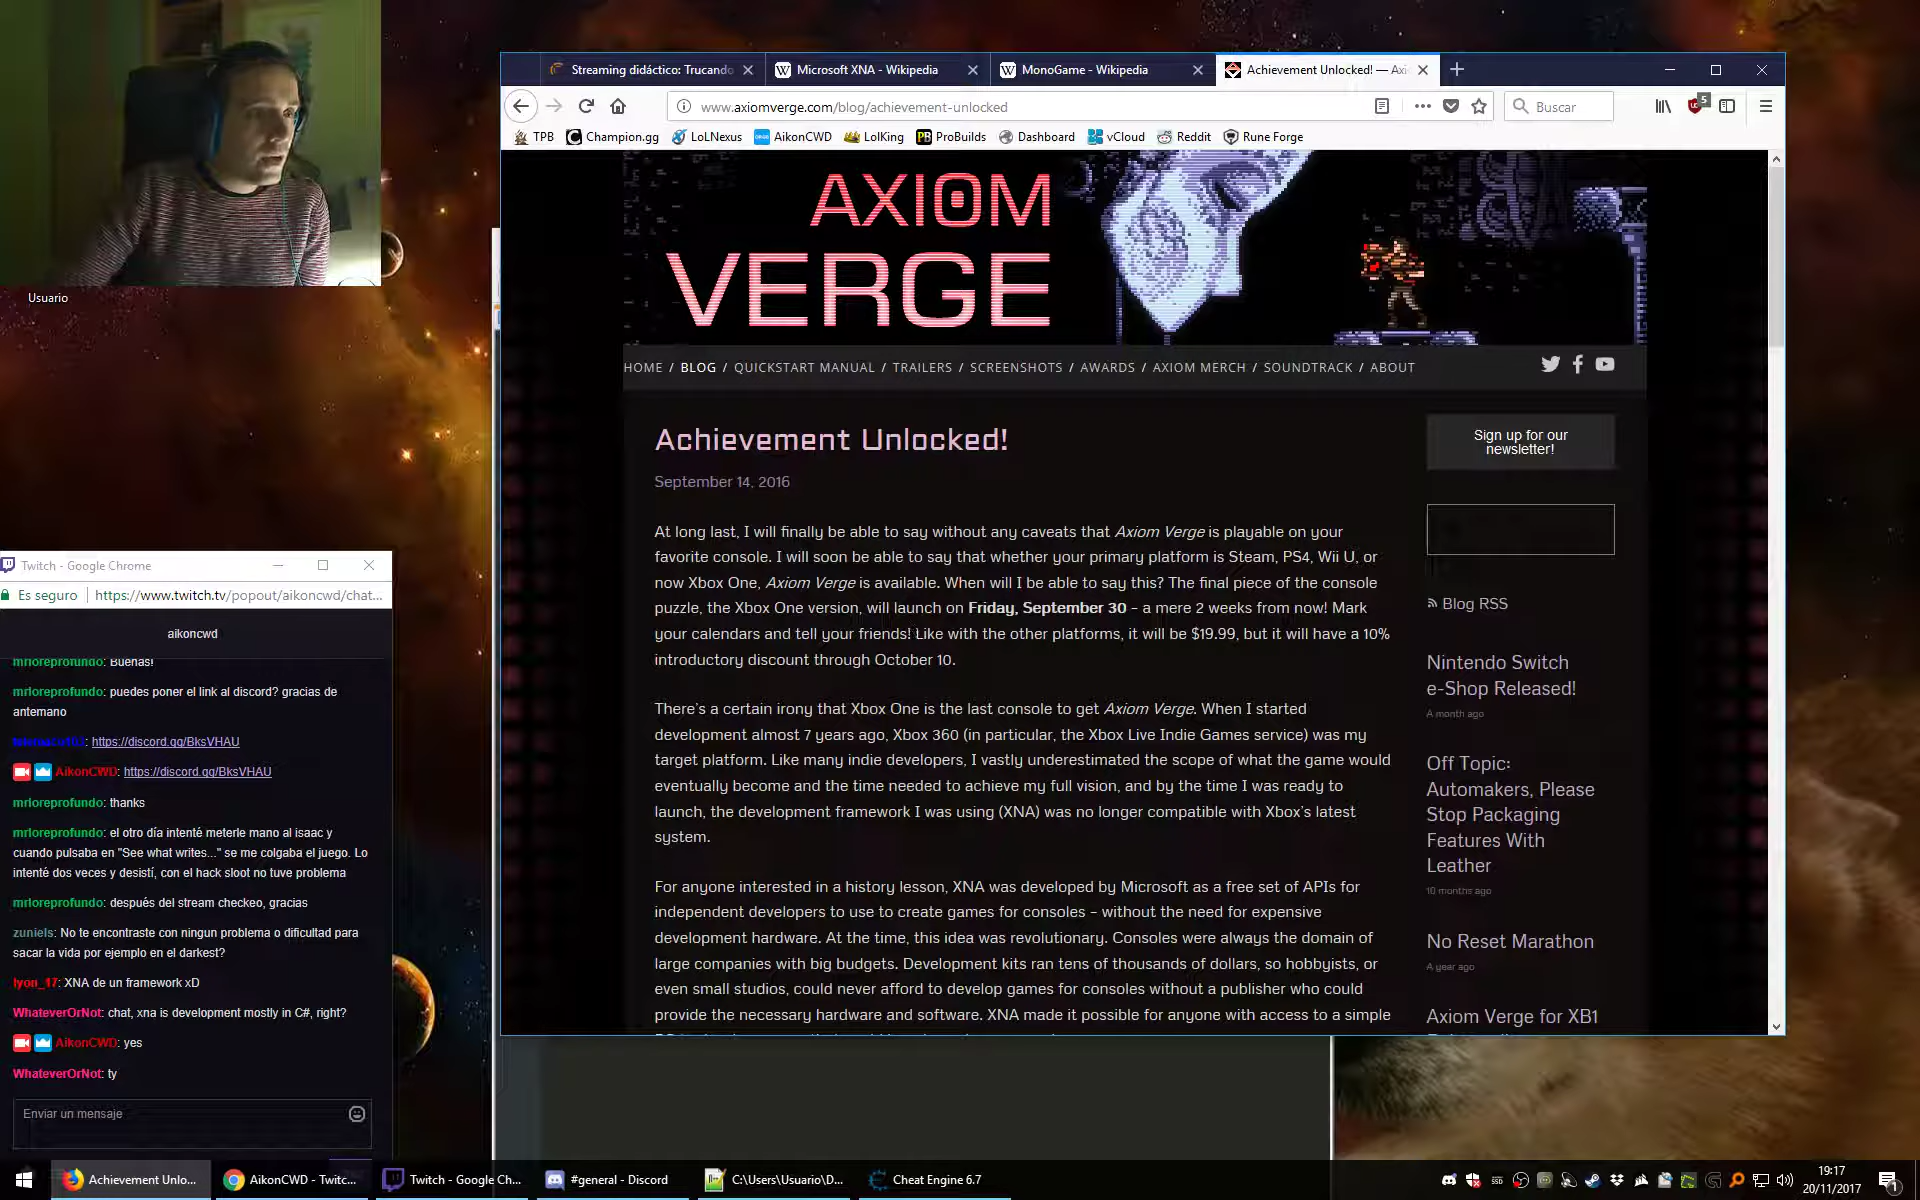 Usuario
Streaming didáctico: Trucando
Microsoft XNA - Wikipedia
MonoGame - Wikipedia
Achievement Unlocked! — Axi
www.axiomverge.com/blog/achievement-unlocked
Buscar
5
TPB
Champion.gg
LoLNexus
AikonCWD
LolKing
ProBuilds
Dashboard
vCloud
Reddit
Rune Forge
AXIOM
VERGE
HOME / BLOG / QUICKSTART MANUAL / TRAILERS / SCREENSHOTS / AWARDS / AXIOM MERCH / SOUNDTRACK / ABOUT
Achievement Unlocked!
September 14, 2016
At long last, I will finally be able to say without any caveats that Axiom Verge is playable on your
favorite console. I will soon be able to say that whether your primary platform is Steam, PS4, Wii U, or
now Xbox One, Axiom Verge is available. When will I be able to say this? The final piece of the console
puzzle, the Xbox One version, will launch on Friday, September 30 – a mere 2 weeks from now! Mark
your calendars and tell your friends! Like with the other platforms, it will be $19.99, but it will have a 10%
introductory discount through October 10.
There's a certain irony that Xbox One is the last console to get Axiom Verge. When I started
development almost 7 years ago, Xbox 360 (in particular, the Xbox Live Indie Games service) was my
target platform. Like many indie developers, I vastly underestimated the scope of what the game would
eventually become and the time needed to achieve my full vision, and by the time I was ready to
launch, the development framework I was using (XNA) was no longer compatible with Xbox's latest
system.
For anyone interested in a history lesson, XNA was developed by Microsoft as a free set of APIs for
independent developers to use to create games for consoles – without the need for expensive
development hardware. At the time, this idea was revolutionary. Consoles were always the domain of
large companies with big budgets. Development kits ran tens of thousands of dollars, so hobbyists, or
even small studios, could never afford to develop games for consoles without a publisher who could
provide the necessary hardware and software. XNA made it possible for anyone with access to a simple
Sign up for our
newsletter!
Blog RSS
Nintendo Switch
e-Shop Released!
A month ago
Off Topic:
Automakers, Please
Stop Packaging
Features With
Leather
10 months ago
No Reset Marathon
A year ago
Axiom Verge for XB1
Twitch - Google Chrome
Es seguro
https://www.twitch.tv/popout/aikoncwd/chat...
aikoncwd
mrloreprofundo: Buenas!
mrloreprofundo: puedes poner el link al discord? gracias de
antemano
https://discord.gg/BksVHAU
AikonCWD: https://discord.gg/BksVHAU
mrloreprofundo: thanks
mrloreprofundo: el otro día intenté meterle mano al isaac y
cuando pulsaba en "See what writes..." se me colgaba el juego. Lo
intenté dos veces y desistí, con el hack sloot no tuve problema
mrloreprofundo: después del stream checkeo, gracias
zuniels: No te encontraste con ningun problema o dificultad para
sacar la vida por ejemplo en el darkest?
lyon_17: XNA de un framework xD
WhateverOrNot: chat, xna is development mostly in C#, right?
AikonCWD: yes
WhateverOrNot: ty
Enviar un mensaje
Achievement Unlo...
AikonCWD - Twitc...
Twitch - Google Ch...
#general - Discord
C:\Users\Usuario\D...
Cheat Engine 6.7
19:17
20/11/2017
1